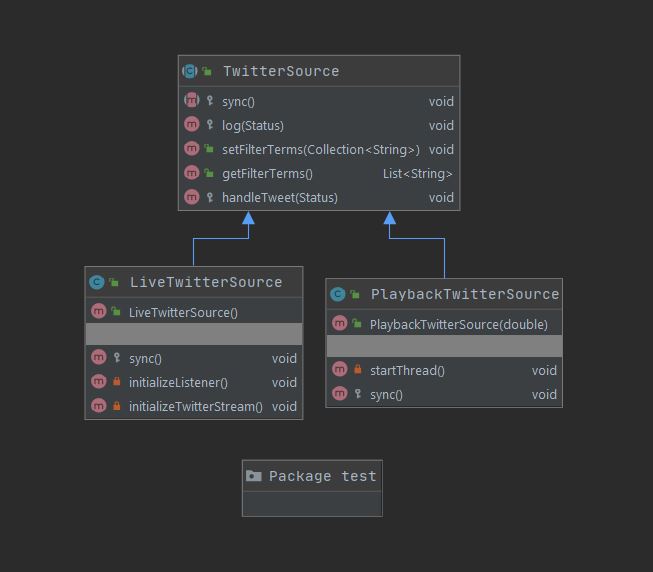 TwitterSource
sync() void
log(Status) void
setFilterTerms(Collection<String>) void
getFilterTerms() List<String>
handleTweet(Status) void
LiveTwitterSource
LiveTwitterSource()
sync() void
initializeListener() void
initializeTwitterStream() void
PlaybackTwitterSource
PlaybackTwitterSource(double)
startThread() void
sync() void
Package test